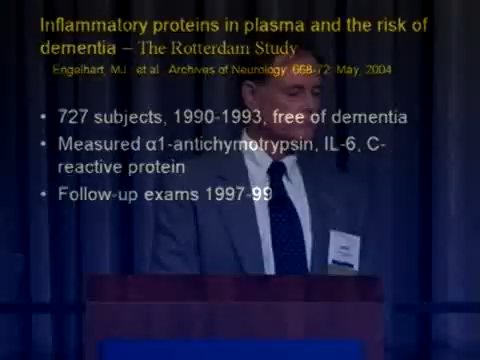 Inflammatory proteins in plasma and the risk of
dementia – The Rotterdam Study
Engelhart, MJ., et al., Archives of Neurology, 668-72, May, 2004
• 727 subjects, 1990-1993, free of dementia
• Measured α1-antichymotrypsin, IL-6, C-
reactive protein
• Follow-up exams 1997-99